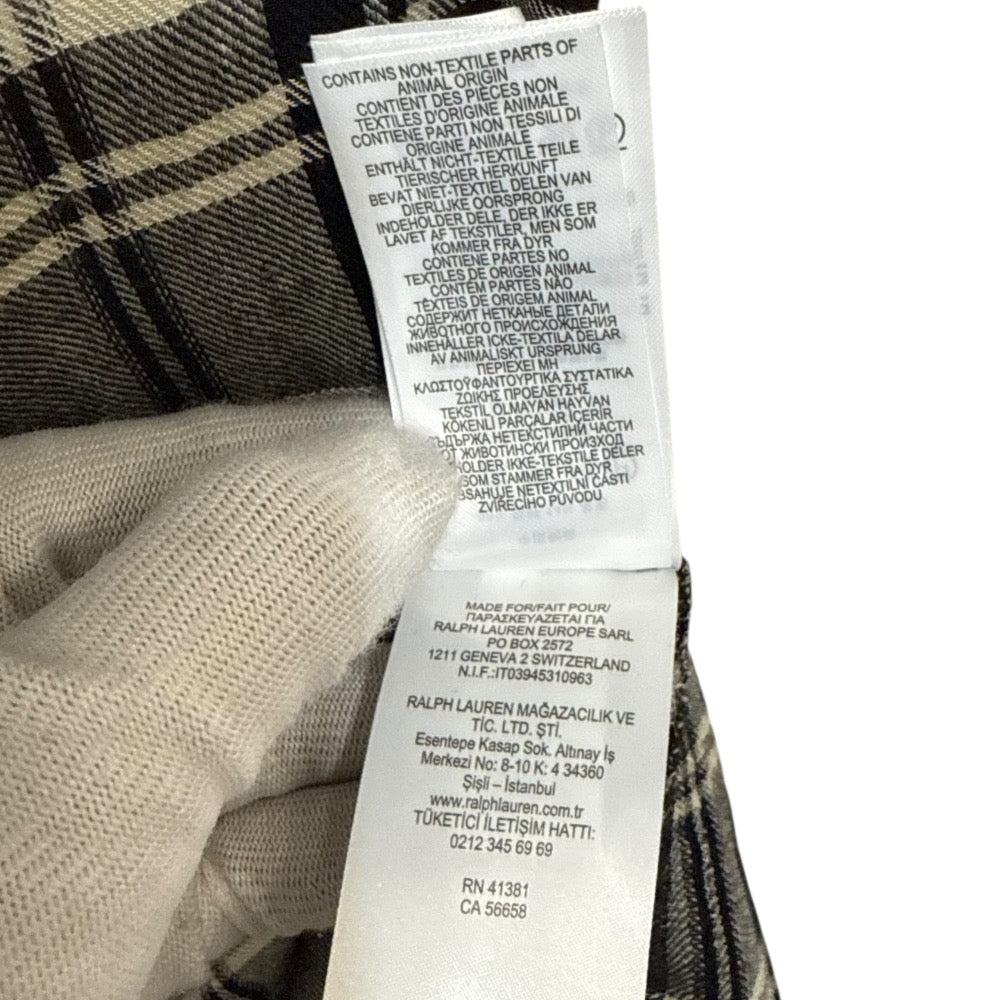 CONTAINS NON-TEXTILE PARTS OF
ANIMAL ORIGIN
CONTIENT DES PIÈCES NON
TEXTILES D'ORIGINE ANIMALE
CONTIENE PARTI NON TESSILI DI
ORIGINE ANIMALE
ENTHÄLT NICHT-TEXTILE TEILE
TIERISCHER HERKUNFT
BEVAT NIET-TEXTIEL DELEN VAN
DIERLIJKE OORSPRONG
INDEHOLDER DELE, DER IKKE ER
LAVET AF TEKSTILER, MEN SOM
KOMMER FRA DYR
CONTIENE PARTES NO
TEXTILES DE ORIGEN ANIMAL
CONTÉM PARTES NÃO
TÊXTEIS DE ORIGEM ANIMAL
СОДЕРЖИТ НЕТКАНЫЕ ДЕТАЛИ
ЖИВОТНОГО ПРОИСХОЖДЕНИЯ
INNEHÅLLER ICKE-TEXTILA DELAR
AV ANIMALISKT URSPRUNG
ΠΕΡΙΕΧΕΙ ΜΗ
ΚΛΩΣΤΟΫΦΑΝΤΟΥΡΓΙΚΑ ΣΥΣΤΑΤΙΚΑ
ΖΩΙΚΗΣ ΠΡΟΕΛΕΥΣΗΣ
TEKSTIL OLMAYAN HAYVAN
KÖKENLİ PARÇALAR İÇERİR
ЪДЪРЖА НЕТЕКСТИЛНИ ЧАСТИ
ОТ ЖИВОТИНСКИ ПРОИЗХОД
HOLDER IKKE-TEKSTILE DELER
SOM STAMMER FRA DYR
BSAHUJE NETEXTILNÍ ČÁSTI
ZVÍŘECÍHO PŮVODU
MADE FOR/FAIT POUR/
ΠΑΡΑΣΚΕΥΑΖΕΤΑΙ ΓΙΑ
RALPH LAUREN EUROPE SARL
PO BOX 2572
1211 GENEVA 2 SWITZERLAND
N.I.F.:IT03945310963
RALPH LAUREN MAĞAZACILIK VE
TİC. LTD. ŞTİ.
Esentepe Kasap Sok. Altınay İş
Merkezi No: 8-10 K: 4 34360
Şişli – İstanbul
www.ralphlauren.com.tr
TÜKETİCİ İLETİŞİM HATTI:
0212 345 69 69
RN 41381
CA 56658